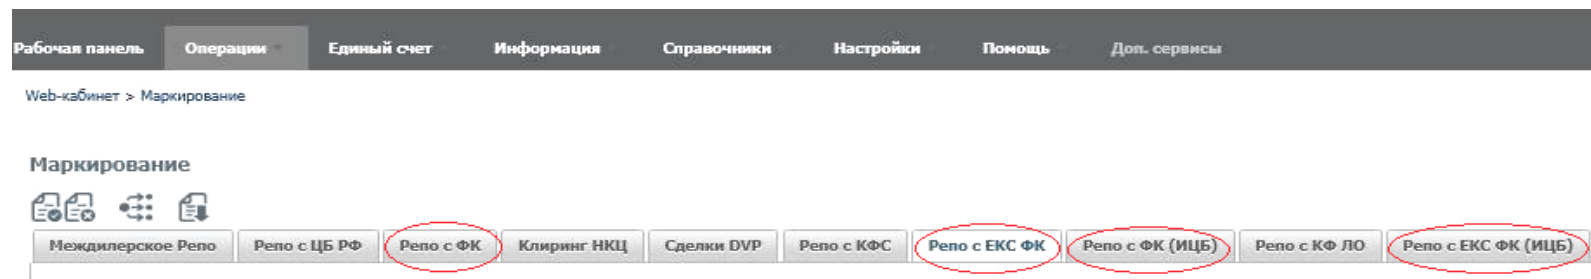 Рабочая панель Операции Единый счет Информация Справочники Настройки Помощь Доп. сервисы
Web-кабинет > Маркирование
Маркирование
Междилерское Репо Репо с ЦБ РФ Репо с ФК Клиринг НКЦ Сделки DVP Репо с КФС Репо с ЕКС ФК Репо с ФК (ИЦБ) Репо с КФ ЛО Репо с ЕКС ФК (ИЦБ)